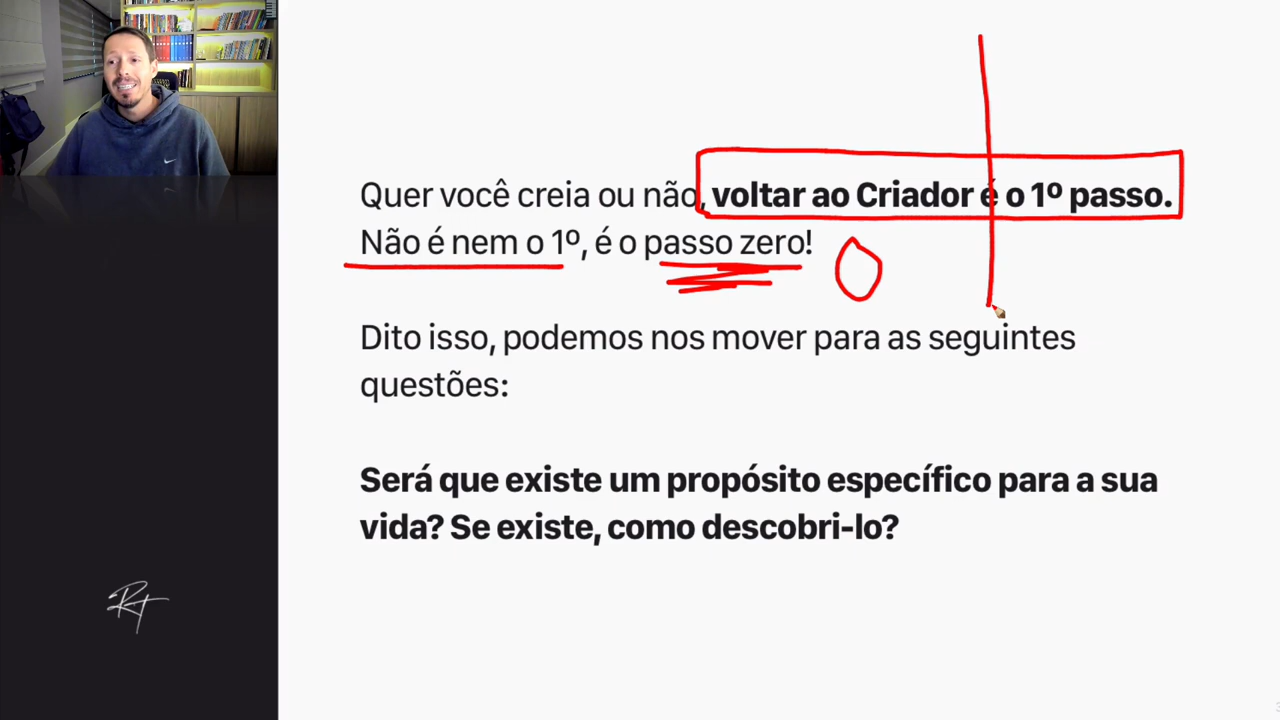 Quer você creia ou não, voltar ao Criador é o 1º passo.
Não é nem o 1º, é o passo zero!
0
Dito isso, podemos nos mover para as seguintes
questões:
Será que existe um propósito específico para a sua
vida? Se existe, como descobri-lo?
RT